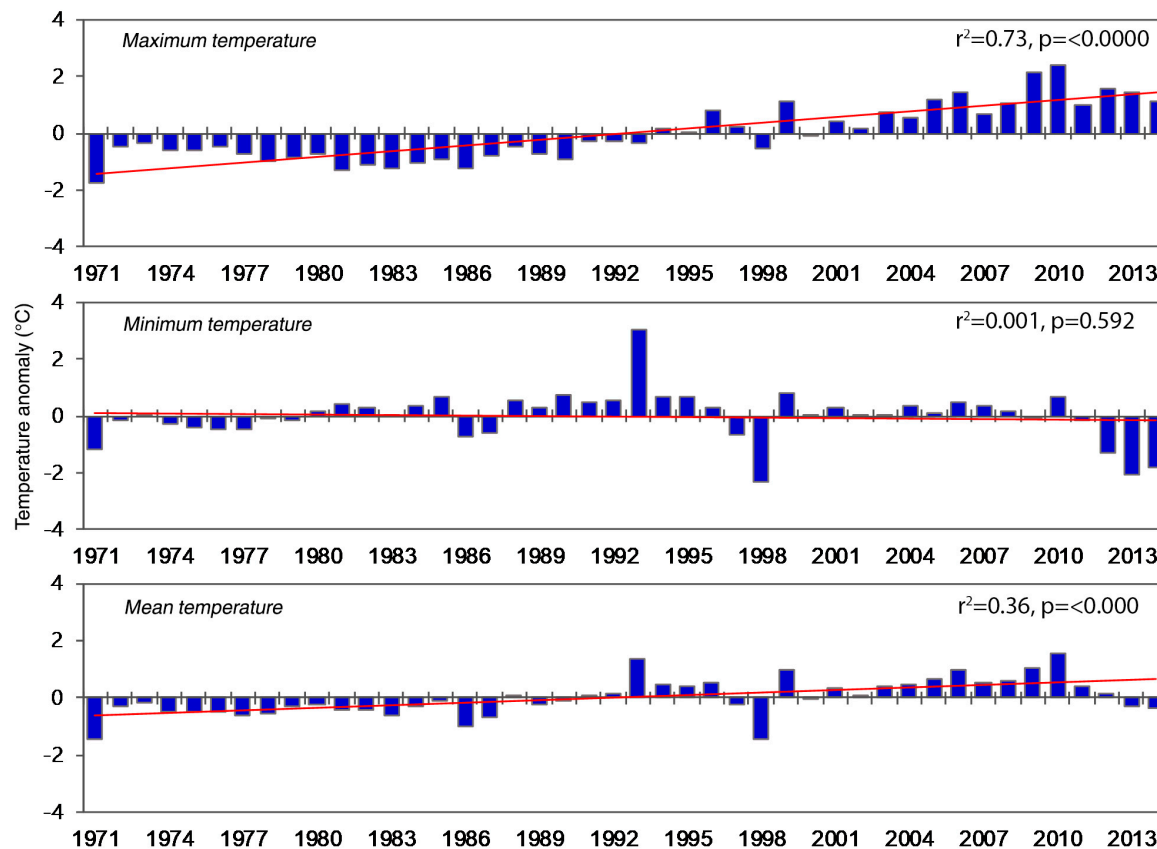 4
Maximum temperature
r²=0.73, p=<0.0000
2
0
−2
−4
1971 1974 1977 1980 1983 1986 1989 1992 1995 1998 2001 2004 2007 2010 2013
Temperature anomaly (°C)
4
Minimum temperature
r²=0.001, p=0.592
2
0
−2
−4
1971 1974 1977 1980 1983 1986 1989 1992 1995 1998 2001 2004 2007 2010 2013
4
Mean temperature
r²=0.36, p=<0.000
2
0
−2
−4
1971 1974 1977 1980 1983 1986 1989 1992 1995 1998 2001 2004 2007 2010 2013